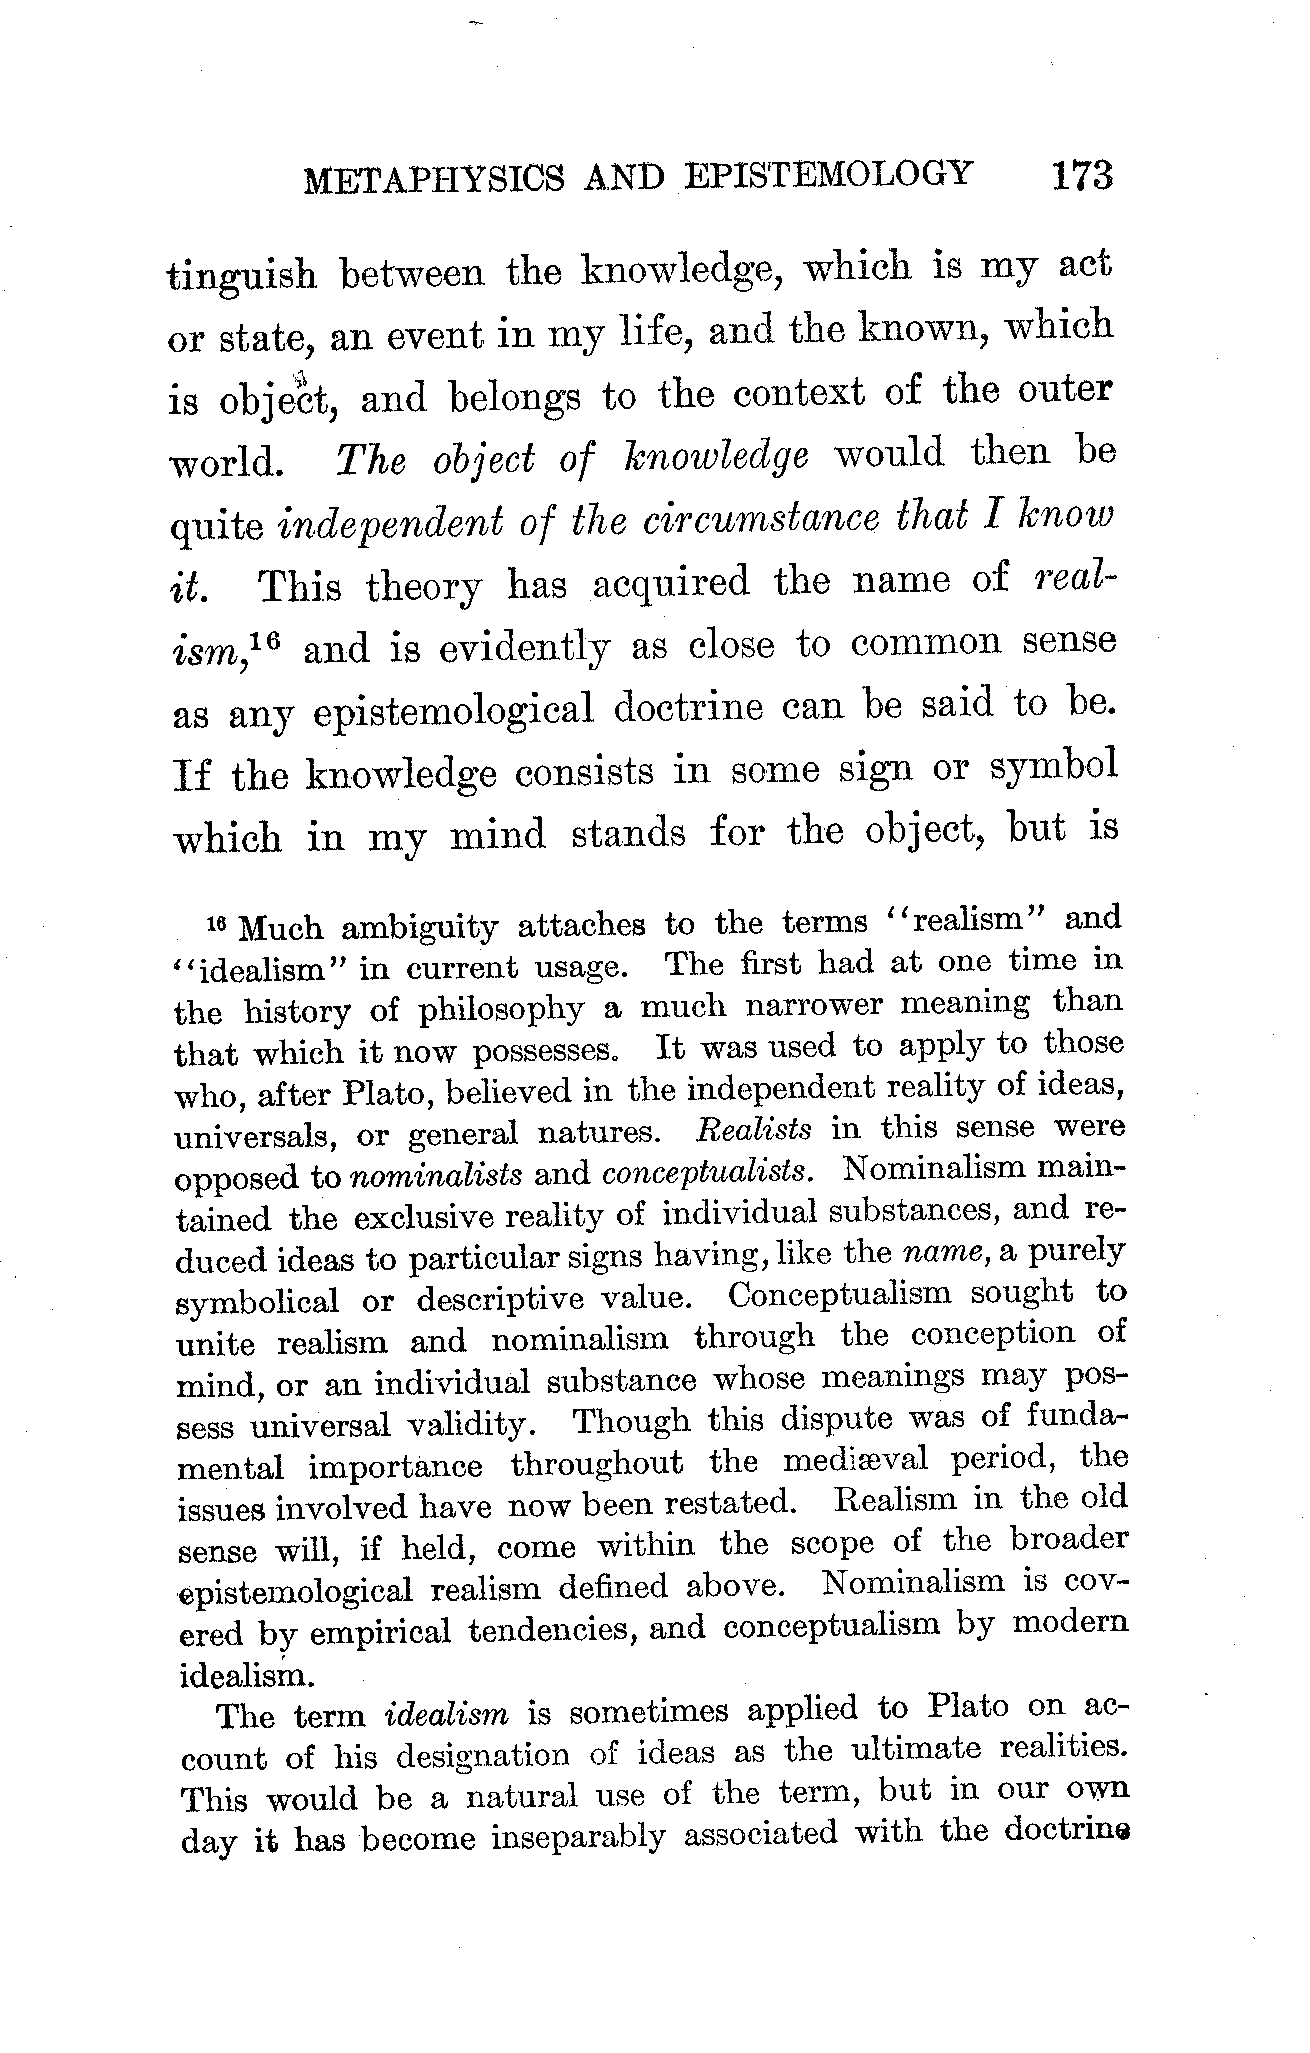 METAPHYSICS AND EPISTEMOLOGY 173
tinguish between the knowledge, which is my act
or state, an event in my life, and the known, which
is object, and belongs to the context of the outer
world. The object of knowledge would then be
quite independent of the circumstance that I know
it. This theory has acquired the name of real-
ism,¹⁶ and is evidently as close to common sense
as any epistemological doctrine can be said to be.
If the knowledge consists in some sign or symbol
which in my mind stands for the object, but is
¹⁶ Much ambiguity attaches to the terms "realism" and
"idealism" in current usage. The first had at one time in
the history of philosophy a much narrower meaning than
that which it now possesses. It was used to apply to those
who, after Plato, believed in the independent reality of ideas,
universals, or general natures. Realists in this sense were
opposed to nominalists and conceptualists. Nominalism main-
tained the exclusive reality of individual substances, and re-
duced ideas to particular signs having, like the name, a purely
symbolical or descriptive value. Conceptualism sought to
unite realism and nominalism through the conception of
mind, or an individual substance whose meanings may pos-
sess universal validity. Though this dispute was of funda-
mental importance throughout the mediæval period, the
issues involved have now been restated. Realism in the old
sense will, if held, come within the scope of the broader
epistemological realism defined above. Nominalism is cov-
ered by empirical tendencies, and conceptualism by modern
idealism.
The term idealism is sometimes applied to Plato on ac-
count of his designation of ideas as the ultimate realities.
This would be a natural use of the term, but in our own
day it has become inseparably associated with the doctrine